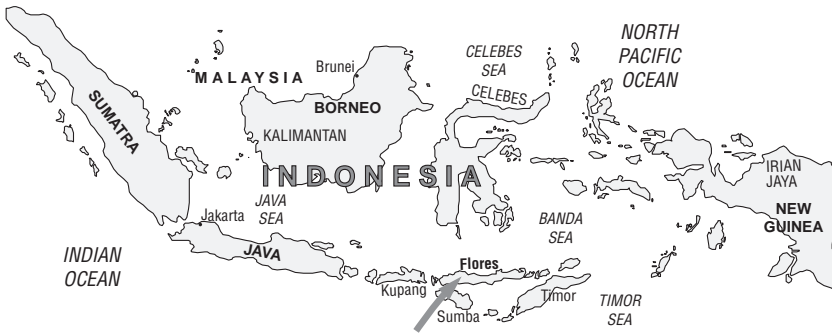 NORTH
PACIFIC
OCEAN
CELEBES
SEA
MALAYSIA
Brunei
CELEBES
SUMATRA
BORNEO
KALIMANTAN
INDONESIA
IRIAN
JAYA
NEW
GUINEA
JAVA
SEA
Jakarta
BANDA
SEA
INDIAN
OCEAN
JAVA
Flores
Kupang
Sumba
Timor
TIMOR
SEA